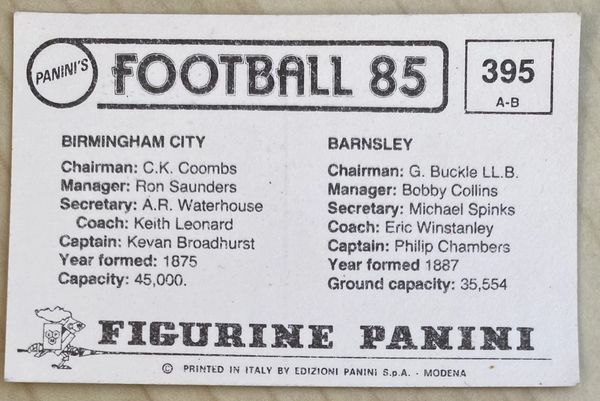 PANINI'S
FOOTBALL 85
395
A-B
BIRMINGHAM CITY
Chairman: C.K. Coombs
Manager: Ron Saunders
Secretary: A.R. Waterhouse
Coach: Keith Leonard
Captain: Kevan Broadhurst
Year formed: 1875
Capacity: 45,000.
BARNSLEY
Chairman: G. Buckle LL.B.
Manager: Bobby Collins
Secretary: Michael Spinks
Coach: Eric Winstanley
Captain: Philip Chambers
Year formed 1887
Ground capacity: 35,554
FIGURINE PANINI
© PRINTED IN ITALY BY EDIZIONI PANINI S.p.A. - MODENA